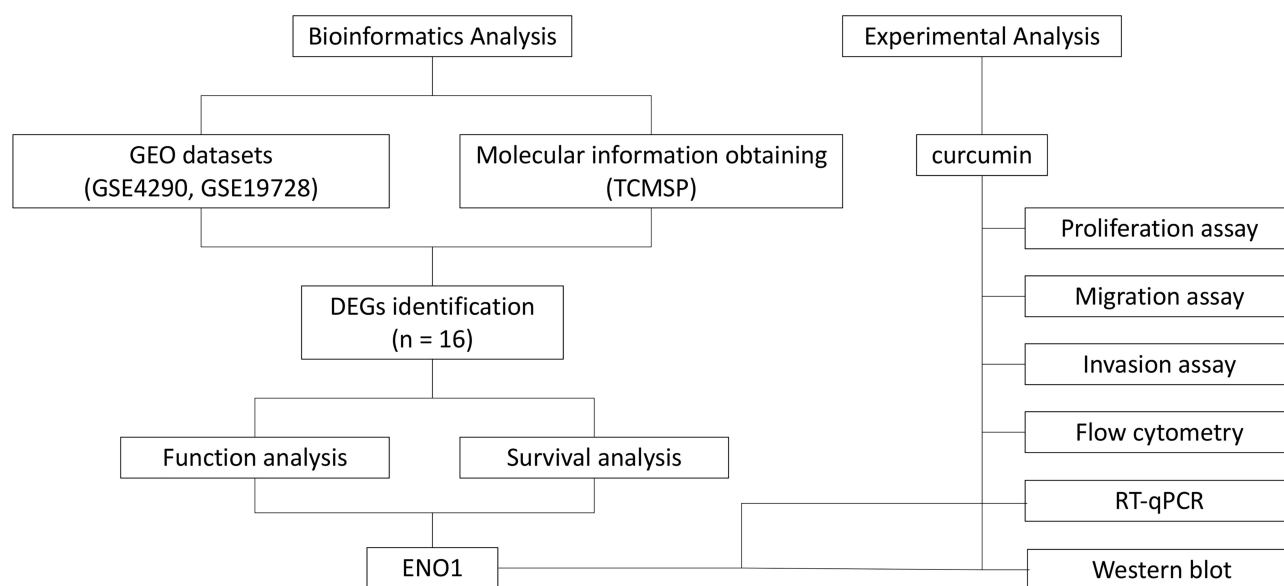 Bioinformatics Analysis
Experimental Analysis
GEO datasets
(GSE4290, GSE19728)
Molecular information obtaining
(TCMSP)
curcumin
Proliferation assay
DEGs identification
(n = 16)
Migration assay
Invasion assay
Function analysis
Survival analysis
Flow cytometry
RT-qPCR
ENO1
Western blot